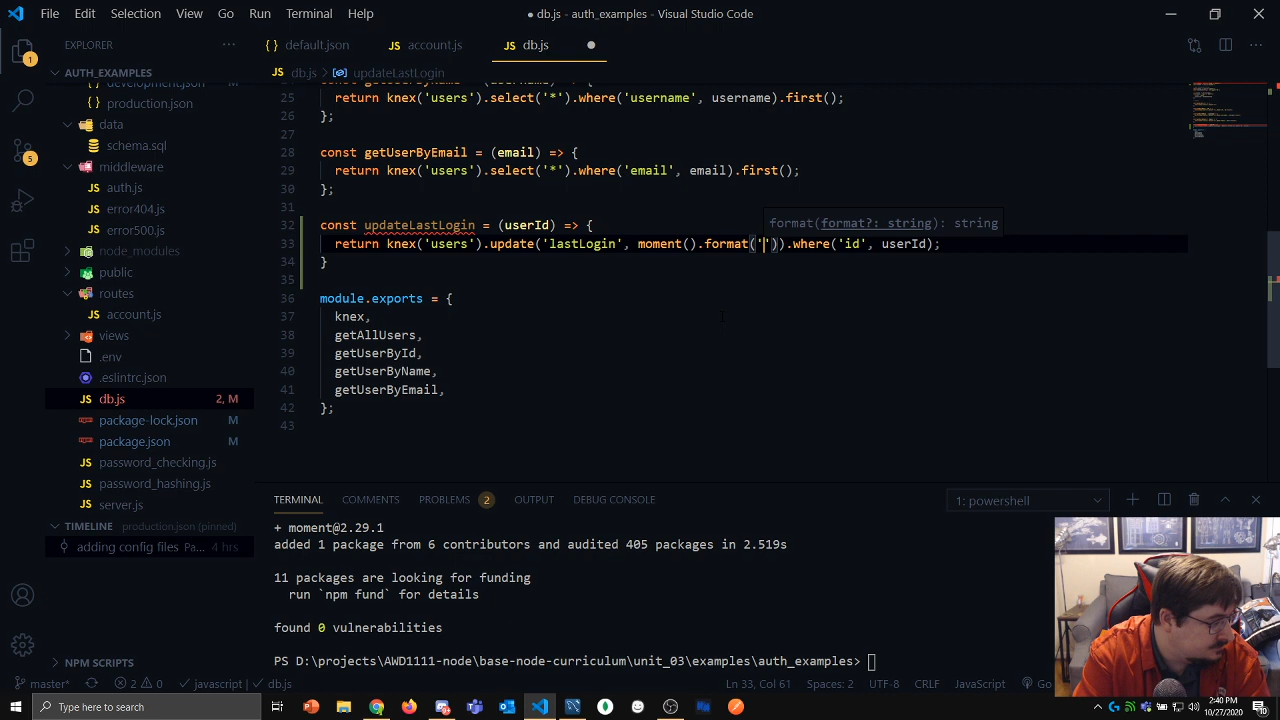 File Edit Selection View Go Run Terminal Help
● db.js - auth_examples - Visual Studio Code
EXPLORER
default.json
account.js
db.js
AUTH_EXAMPLES
db.js > updateLastLogin
development.json
production.json
data
schema.sql
middleware
auth.js
error404.js
error500.js
node_modules
public
routes
account.js
views
.env
.eslintrc.json
db.js 2, M
package-lock.json M
package.json M
password_checking.js
password_hashing.js
server.js
TIMELINE production.json (pinned)
adding config files Pa... 4 hrs
NPM SCRIPTS
25 return knex('users').select('*').where('username', username).first();
26 };
27
28 const getUserByEmail = (email) => {
29 return knex('users').select('*').where('email', email).first();
30 };
31
format(format?: string): string
32 const updateLastLogin = (userId) => {
33 return knex('users').update('lastLogin', moment().format('')).where('id', userId);
34 }
35
36 module.exports = {
37 knex,
38 getAllUsers,
39 getUserById,
40 getUserByName,
41 getUserByEmail,
42 };
43
TERMINAL COMMENTS PROBLEMS 2 OUTPUT DEBUG CONSOLE
1: powershell
+ moment@2.29.1
added 1 package from 6 contributors and audited 405 packages in 2.519s
11 packages are looking for funding
run `npm fund` for details
found 0 vulnerabilities
PS D:\projects\AWD1111-node\base-node-curriculum\unit_03\examples\auth_examples>
master* 2 0 javascript db.js
Ln 33, Col 61 Spaces: 2 UTF-8 CRLF JavaScript Go
Type here to search
2:40 PM
10/27/2020
1
5